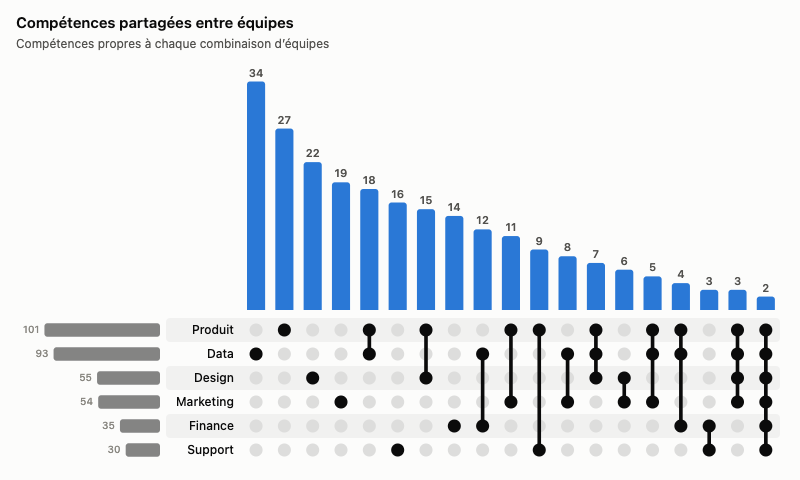 Compétences partagées entre équipes
Compétences propres à chaque combinaison d’équipes
34
27
22
19
18
16
15
14
12
11
9
8
7
6
5
4
3
3
2
101 Produit
93 Data
55 Design
54 Marketing
35 Finance
30 Support